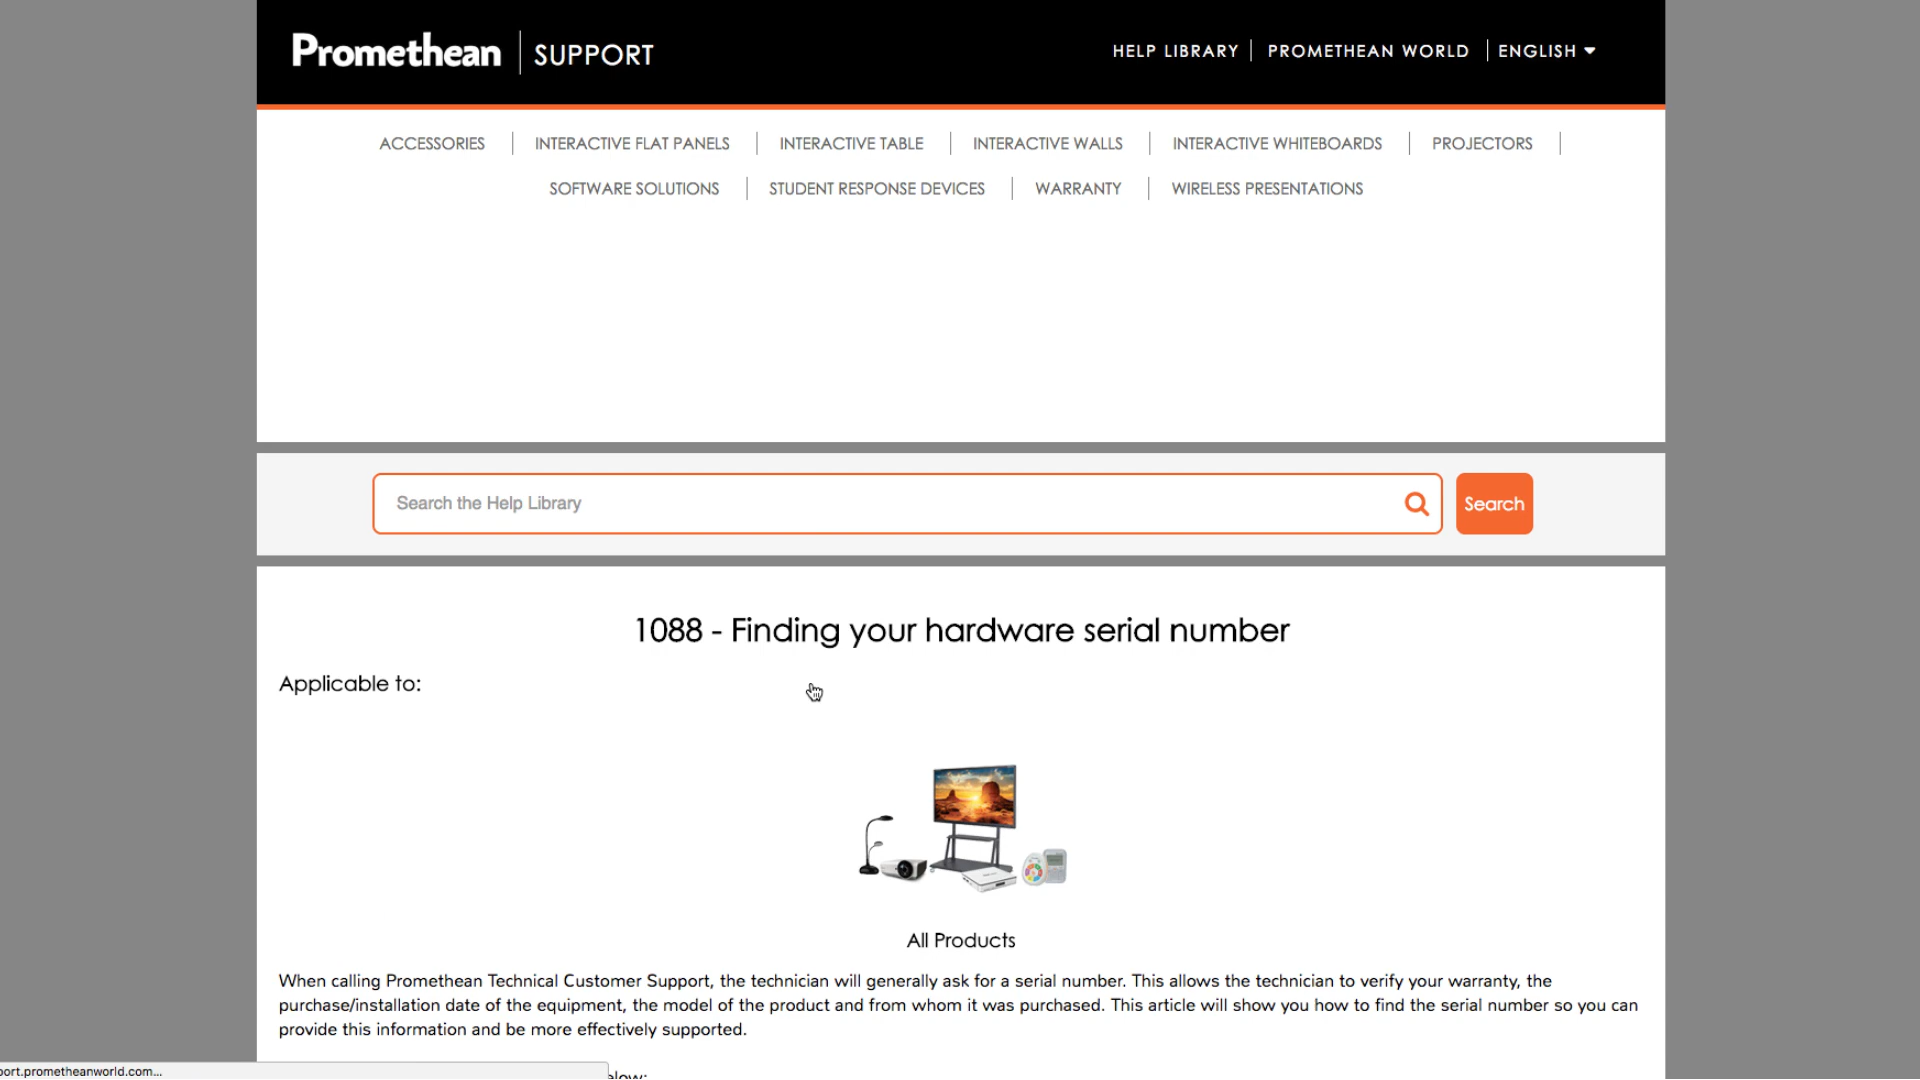 Promethean SUPPORT
HELP LIBRARY PROMETHEAN WORLD ENGLISH
ACCESSORIES INTERACTIVE FLAT PANELS INTERACTIVE TABLE INTERACTIVE WALLS INTERACTIVE WHITEBOARDS PROJECTORS
SOFTWARE SOLUTIONS STUDENT RESPONSE DEVICES WARRANTY WIRELESS PRESENTATIONS
Search the Help Library Search
1088 - Finding your hardware serial number
Applicable to:
All Products
When calling Promethean Technical Customer Support, the technician will generally ask for a serial number. This allows the technician to verify your warranty, the
purchase/installation date of the equipment, the model of the product and from whom it was purchased. This article will show you how to find the serial number so you can
provide this information and be more effectively supported.
port.prometheanworld.com...